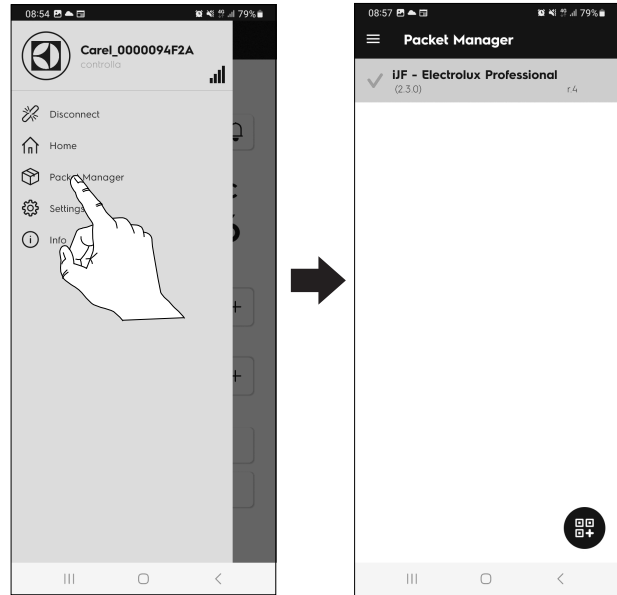 08:54 79%
Carel_0000094F2A
controlla
Disconnect
Home
Packet Manager
Settings
Info
08:57 79%
Packet Manager
iJF - Electrolux Professional
(2.3.0) r.4